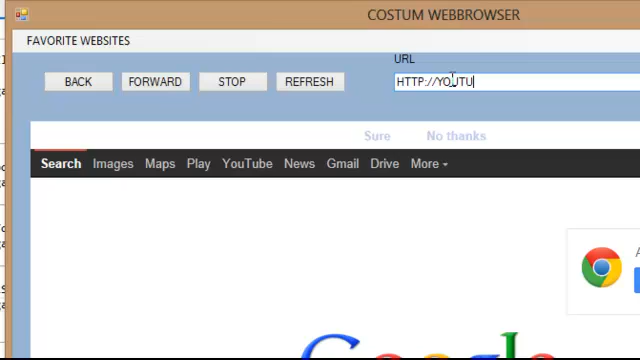 COSTUM WEBBROWSER
FAVORITE WEBSITES
URL
BACK FORWARD STOP REFRESH HTTP://YOUTU
Sure No thanks
Search Images Maps Play YouTube News Gmail Drive More
Google